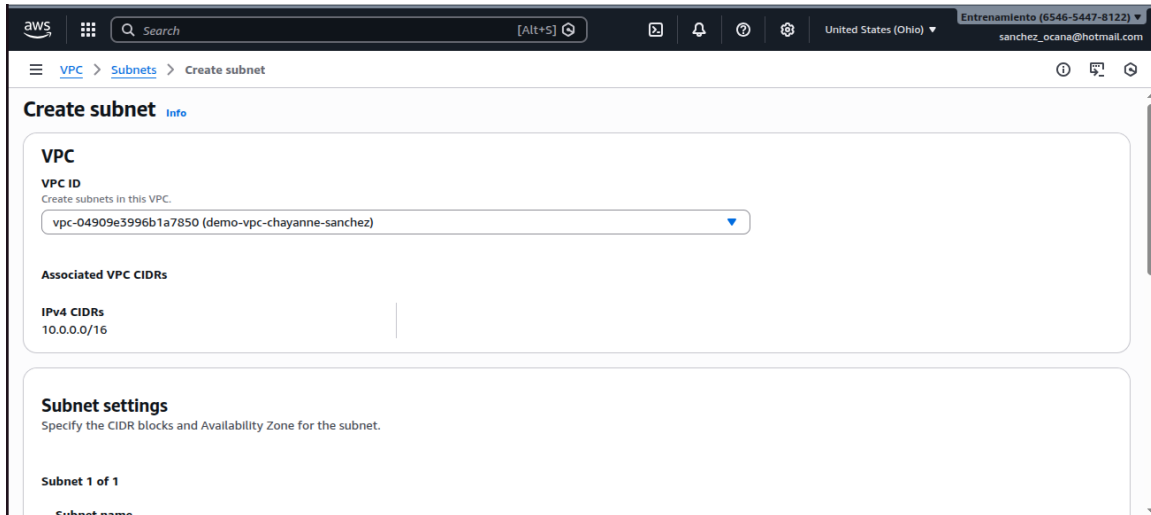 aws
Search [Alt+S] United States (Ohio) ▼ Entrenamiento (6546-5447-8122) ▼
sanchez_ocana@hotmail.com
VPC > Subnets > Create subnet
Create subnet Info
VPC
VPC ID
Create subnets in this VPC.
vpc-04909e3996b1a7850 (demo-vpc-chayanne-sanchez)
Associated VPC CIDRs
IPv4 CIDRs
10.0.0.0/16
Subnet settings
Specify the CIDR blocks and Availability Zone for the subnet.
Subnet 1 of 1
Subnet name